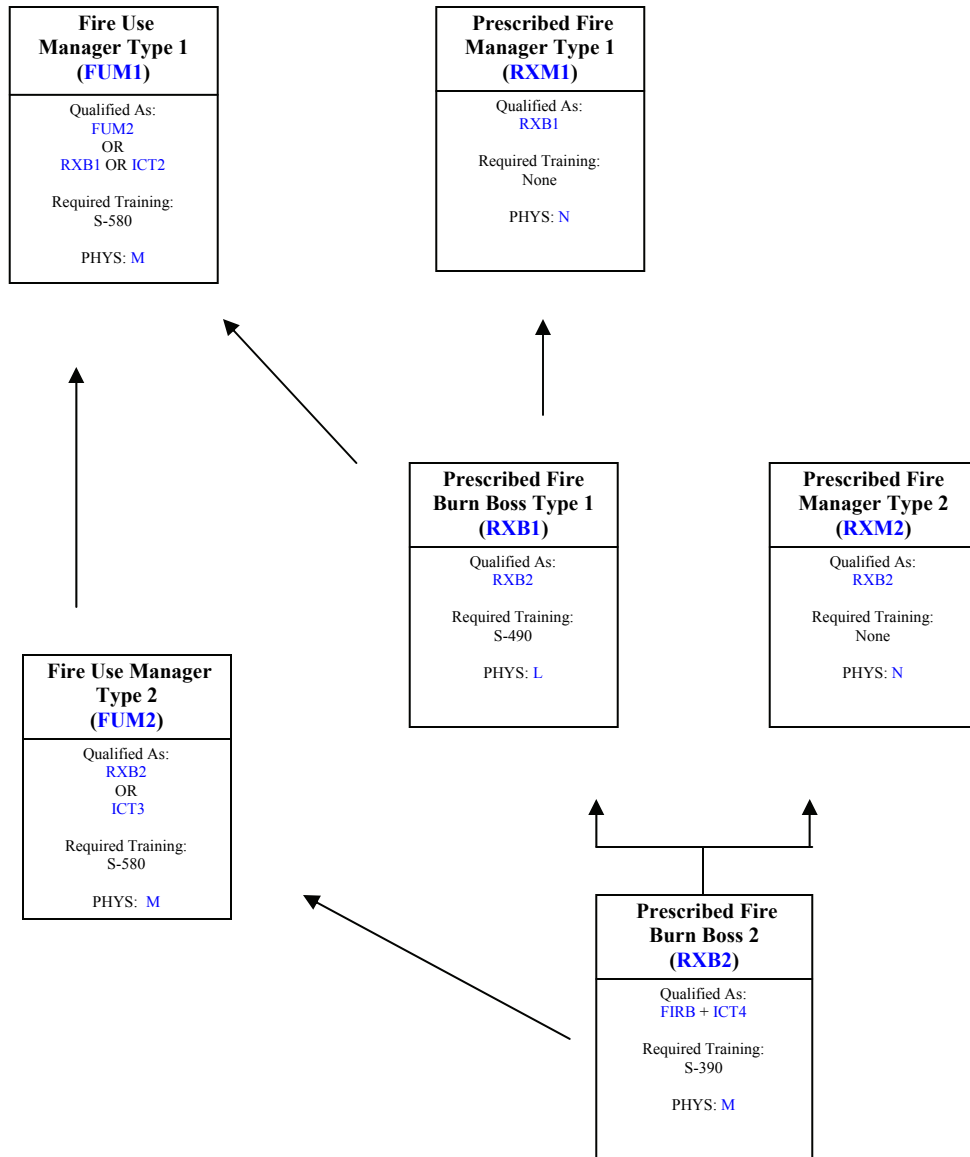 Fire Use
Manager Type 1
(FUM1)
Qualified As:
FUM2
OR
RXB1 OR ICT2
Required Training:
S-580
PHYS: M
Prescribed Fire
Manager Type 1
(RXM1)
Qualified As:
RXB1
Required Training:
None
PHYS: N
Prescribed Fire
Burn Boss Type 1
(RXB1)
Qualified As:
RXB2
Required Training:
S-490
PHYS: L
Prescribed Fire
Manager Type 2
(RXM2)
Qualified As:
RXB2
Required Training:
None
PHYS: N
Fire Use Manager
Type 2
(FUM2)
Qualified As:
RXB2
OR
ICT3
Required Training:
S-580
PHYS: M
Prescribed Fire
Burn Boss 2
(RXB2)
Qualified As:
FIRB + ICT4
Required Training:
S-390
PHYS: M